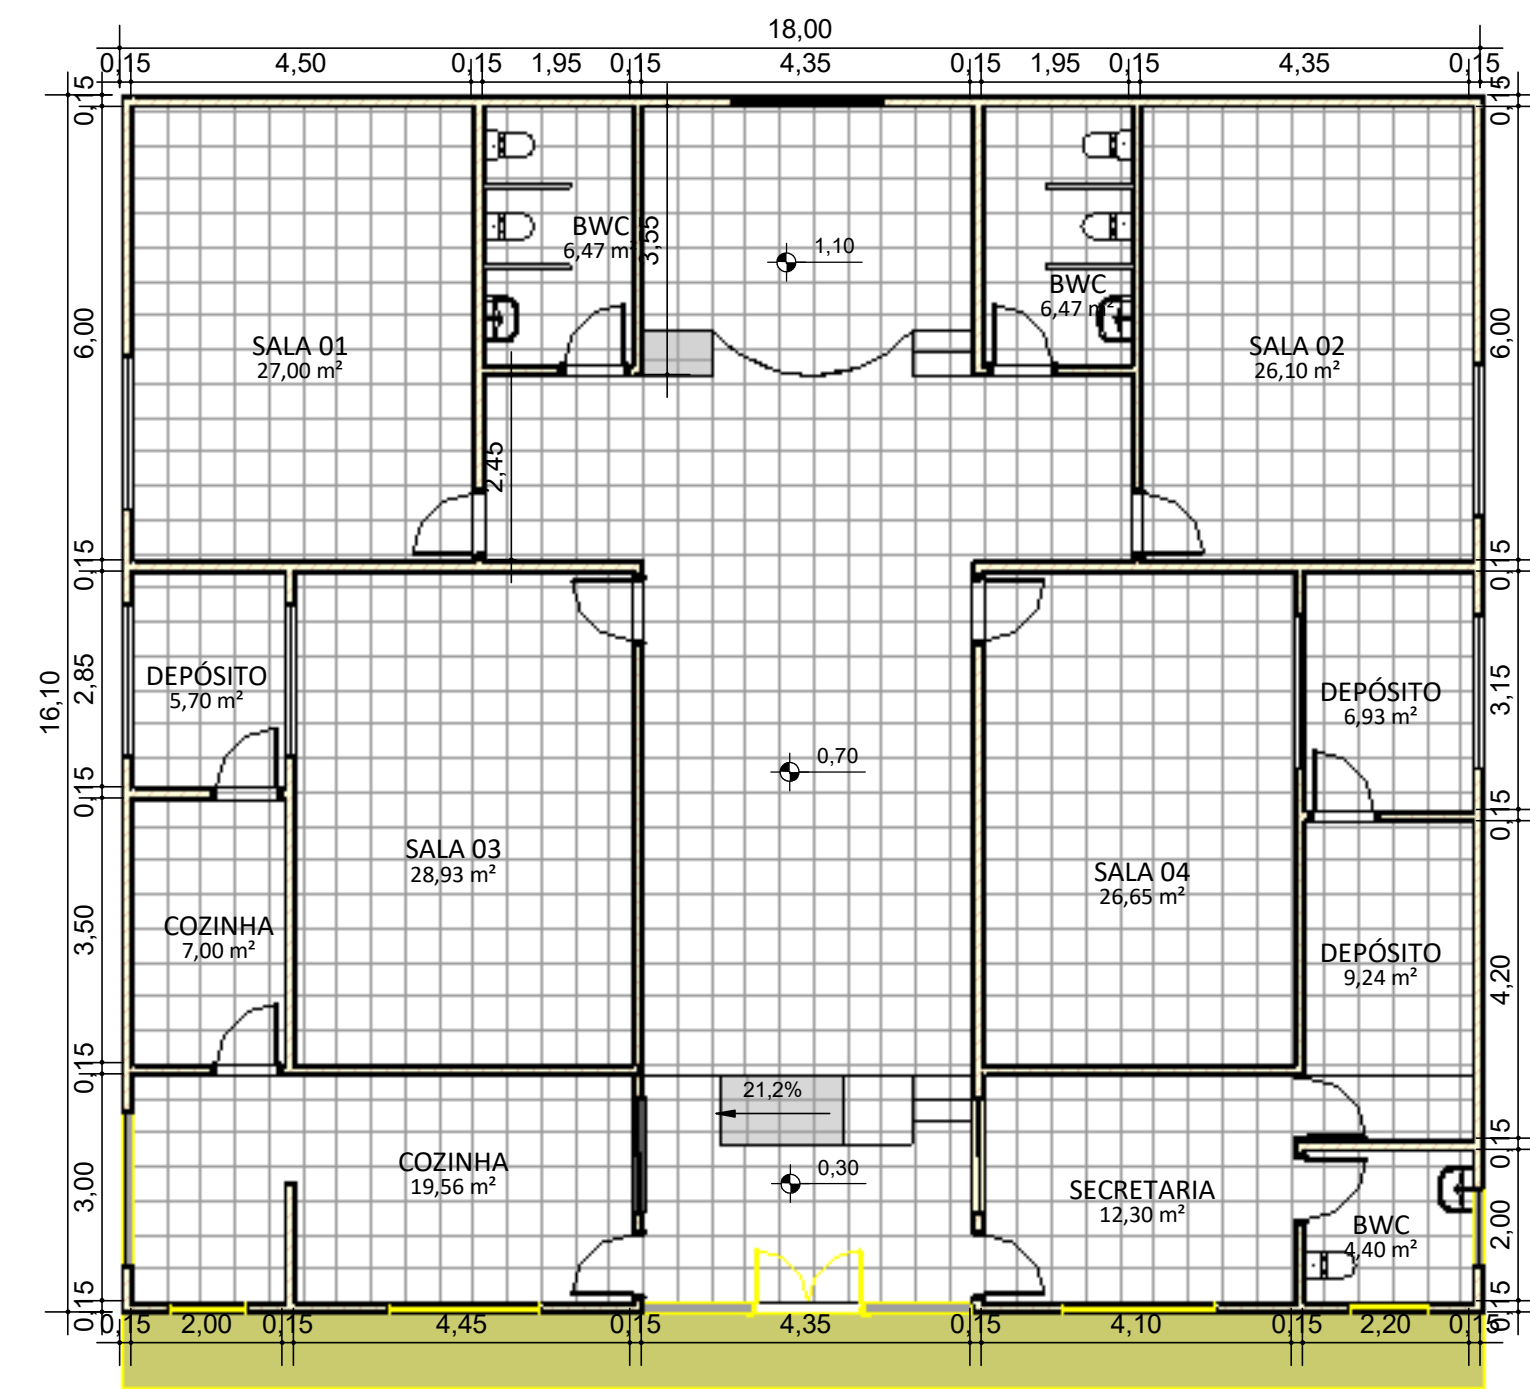 18,00
0,15 4,50 0,15 1,95 0,15 4,35 0,15 1,95 0,15 4,35 0,15
0,15
0,15
BWC
6,47 m²
3,55
1,10
BWC
6,47 m²
6,00
SALA 01
27,00 m²
SALA 02
26,10 m²
6,00
2,45
0,15
0,15
16,10
2,85
DEPÓSITO
5,70 m²
0,70
DEPÓSITO
6,93 m²
3,15
0,15
0,15
SALA 03
28,93 m²
SALA 04
26,65 m²
3,50
COZINHA
7,00 m²
DEPÓSITO
9,24 m²
4,20
0,15
21,2%
0,15
3,00
COZINHA
19,56 m²
0,30
SECRETARIA
12,30 m²
BWC
4,40 m²
2,00
0,15
0,15
0,15 2,00 0,15 4,45 0,15 4,35 0,15 4,10 0,15 2,20 0,15